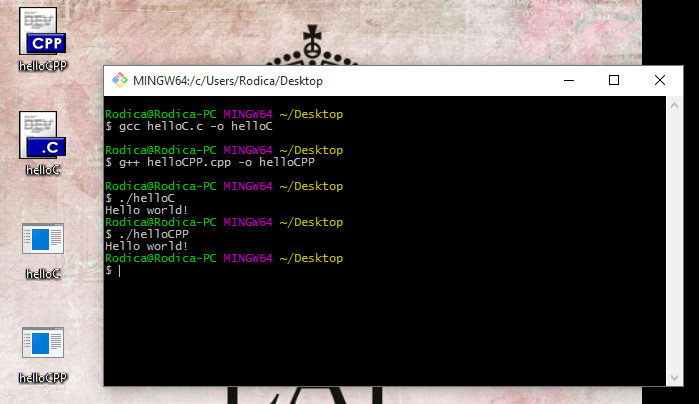 CPP
helloCPP
.C
helloC
helloC
helloCPP
MINGW64:/c/Users/Rodica/Desktop
Rodica@Rodica-PC MINGW64 ~/Desktop
$ gcc helloC.c -o helloC
Rodica@Rodica-PC MINGW64 ~/Desktop
$ g++ helloCPP.cpp -o helloCPP
Rodica@Rodica-PC MINGW64 ~/Desktop
$ ./helloC
Hello world!
Rodica@Rodica-PC MINGW64 ~/Desktop
$ ./helloCPP
Hello world!
Rodica@Rodica-PC MINGW64 ~/Desktop
$